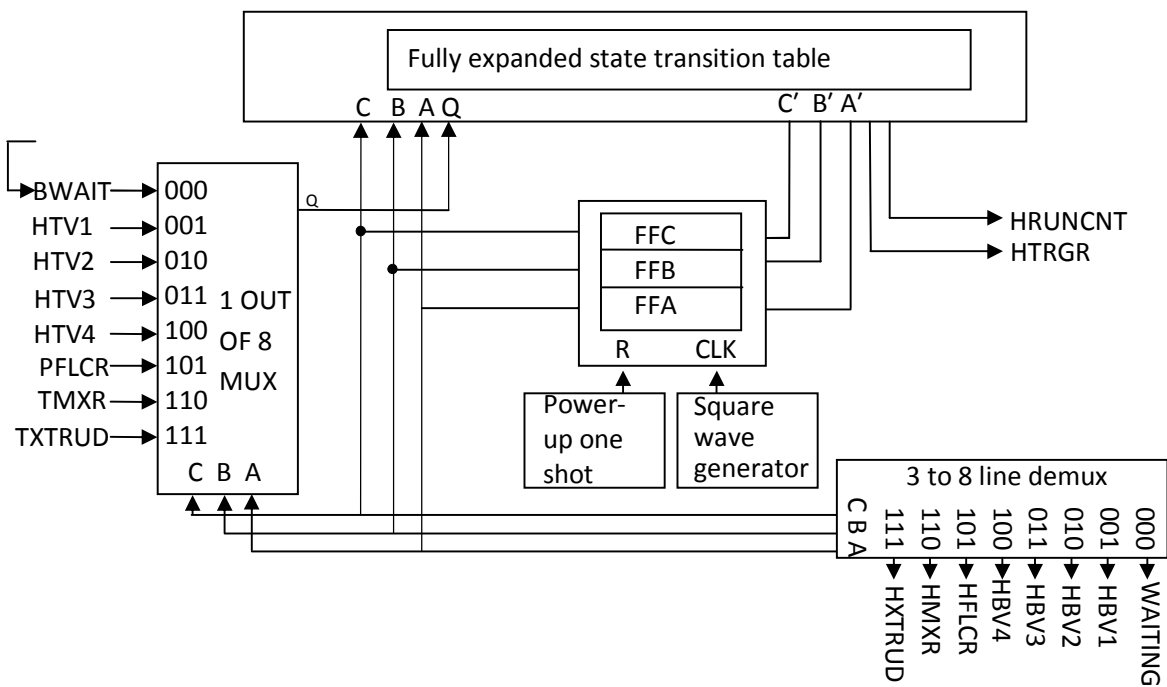 Fully expanded state transition table
C B A Q
C′ B′ A′
BWAIT
HTV1
HTV2
HTV3
HTV4
PFLCR
TMXR
TXTRUD
000
001
010
011
100
101
110
111
1 OUT
OF 8
MUX
C B A
Q
FFC
FFB
FFA
R CLK
Power-
up one
shot
Square
wave
generator
HRUNCNT
HTRGR
3 to 8 line demux
C B A
111
110
101
100
011
010
001
000
HXTRUD
HMXR
HFLCR
HBV4
HBV3
HBV2
HBV1
WAITING